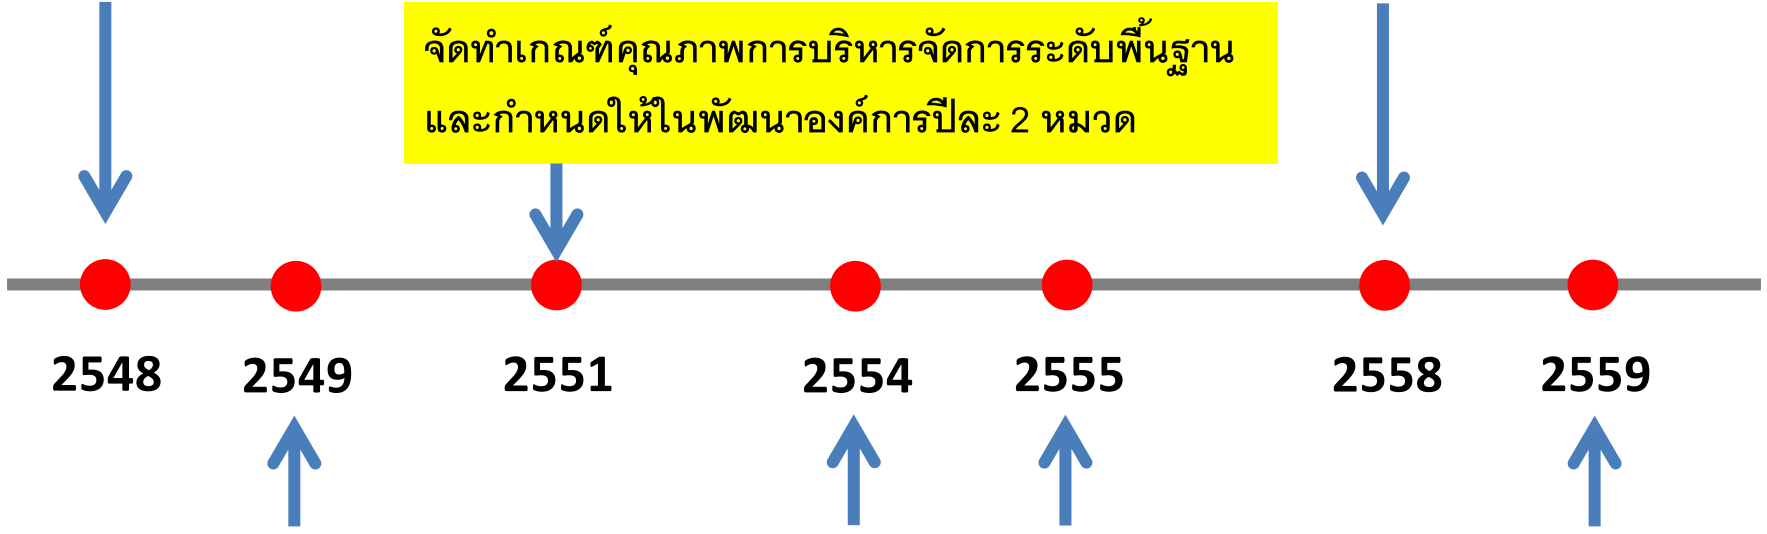 จัดทำเกณฑ์คุณภาพการบริหารจัดการระดับพื้นฐาน
และกำหนดให้ในพัฒนาองค์การปีละ 2 หมวด
2548 2549 2551 2554 2555 2558 2559